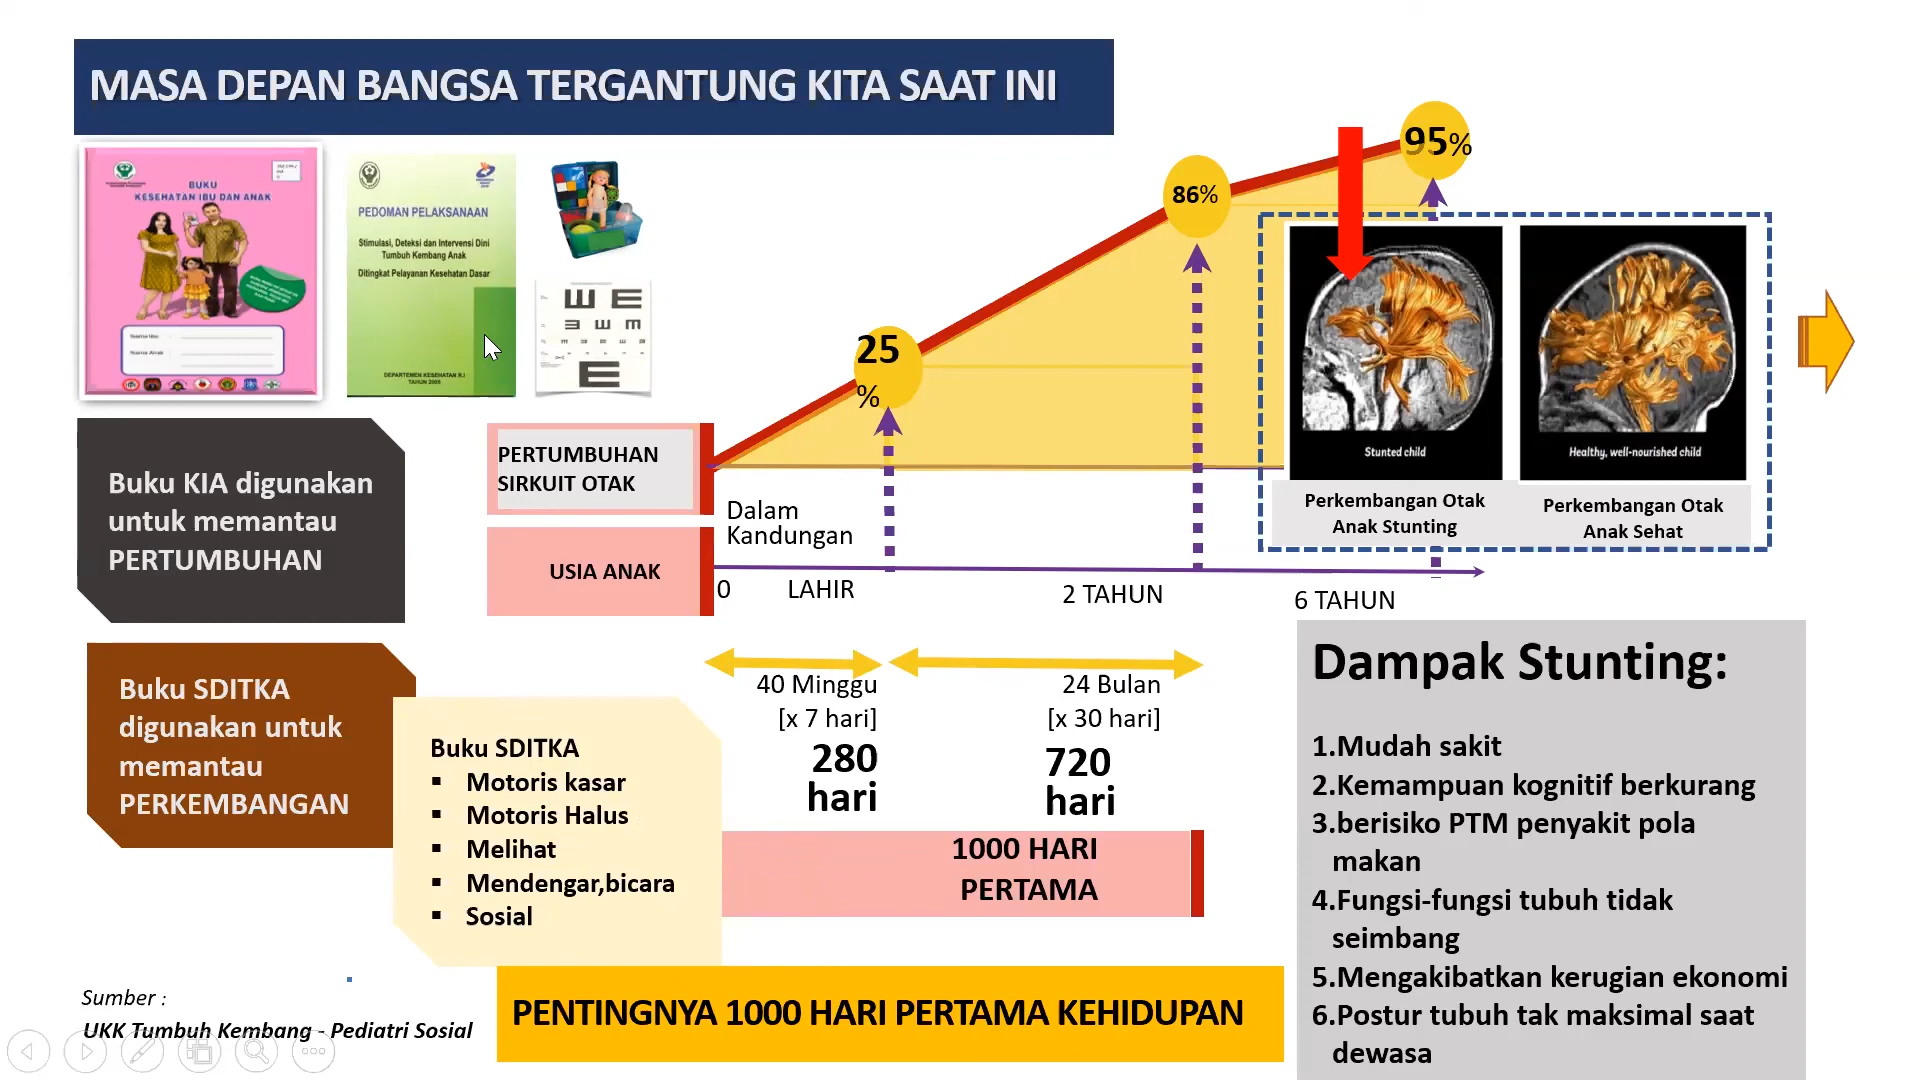 MASA DEPAN BANGSA TERGANTUNG KITA SAAT INI
BUKU
KESEHATAN IBU DAN ANAK
Nama Ibu :
Nama Anak :
PEDOMAN PELAKSANAAN
Stimulasi, Deteksi dan Intervensi Dini
Tumbuh Kembang Anak
Ditingkat Pelayanan Kesehatan Dasar
DEPARTEMEN KESEHATAN R.I
Buku KIA digunakan
untuk memantau
PERTUMBUHAN
Buku SDITKA
digunakan untuk
memantau
PERKEMBANGAN
Buku SDITKA
▪ Motoris kasar
▪ Motoris Halus
▪ Melihat
▪ Mendengar,bicara
▪ Sosial
PERTUMBUHAN
SIRKUIT OTAK
USIA ANAK
25
%
86%
95%
Dalam
Kandungan
0
LAHIR
2 TAHUN
6 TAHUN
40 Minggu
[x 7 hari]
280
hari
24 Bulan
[x 30 hari]
720
hari
1000 HARI
PERTAMA
Stunted child
Healthy, well-nourished child
Perkembangan Otak
Anak Stunting
Perkembangan Otak
Anak Sehat
Dampak Stunting:
1.Mudah sakit
2.Kemampuan kognitif berkurang
3.berisiko PTM penyakit pola
makan
4.Fungsi-fungsi tubuh tidak
seimbang
5.Mengakibatkan kerugian ekonomi
6.Postur tubuh tak maksimal saat
dewasa
PENTINGNYA 1000 HARI PERTAMA KEHIDUPAN
Sumber :
UKK Tumbuh Kembang - Pediatri Sosial